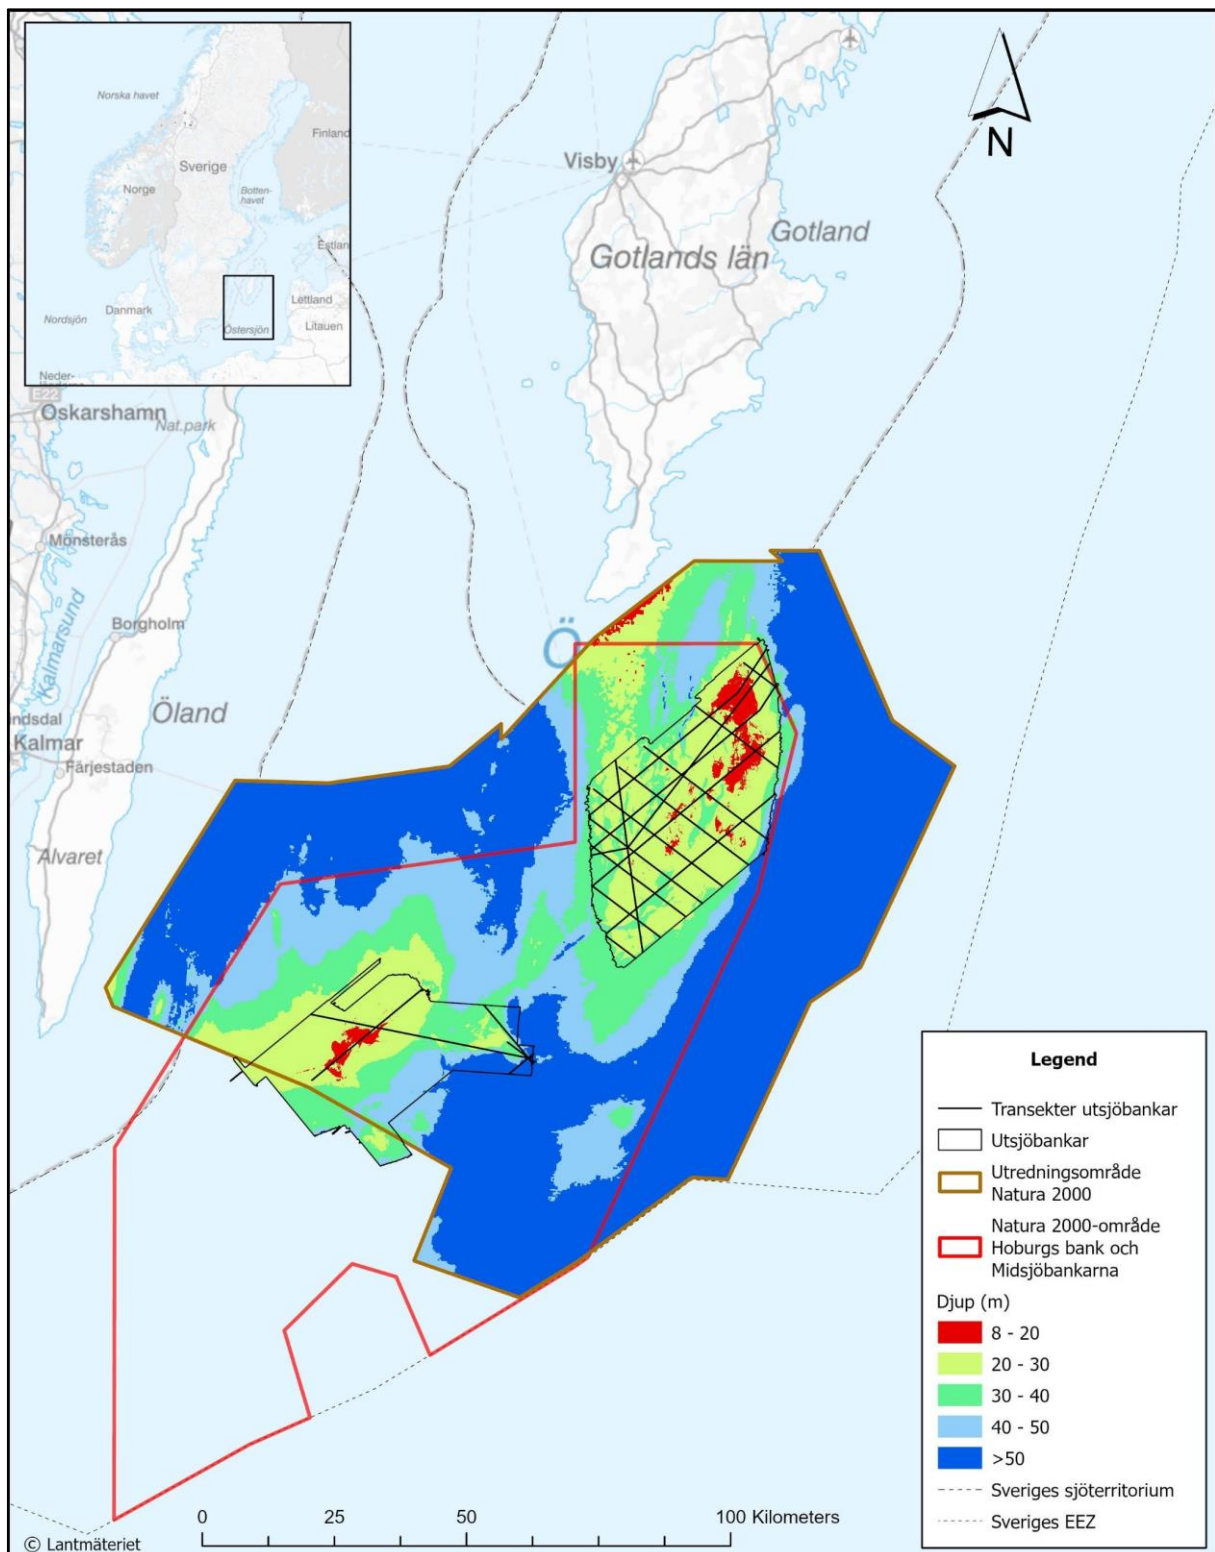 Norska havet
Finland
Sverige
Norge
Botten-
havet
Estlan
Lettland
Danmark
Litauen
Nordsjön
Östersjön
Neder-
E22
Oskarshamn
Nat.park
Visby
Gotland
Gotlands län
N
Mönsterås
Kalmarsund
Borgholm
Ö
Öland
indsdal
Kalmar
Färjestaden
Alvaret
Legend
Transekter utsjöbankar
Utsjöbankar
Utredningsområde
Natura 2000
Natura 2000-område
Hoburgs bank och
Midsjöbankarna
Djup (m)
8 - 20
20 - 30
30 - 40
40 - 50
>50
Sveriges sjöterritorium
Sveriges EEZ
0 25 50 100 Kilometers
© Lantmäteriet